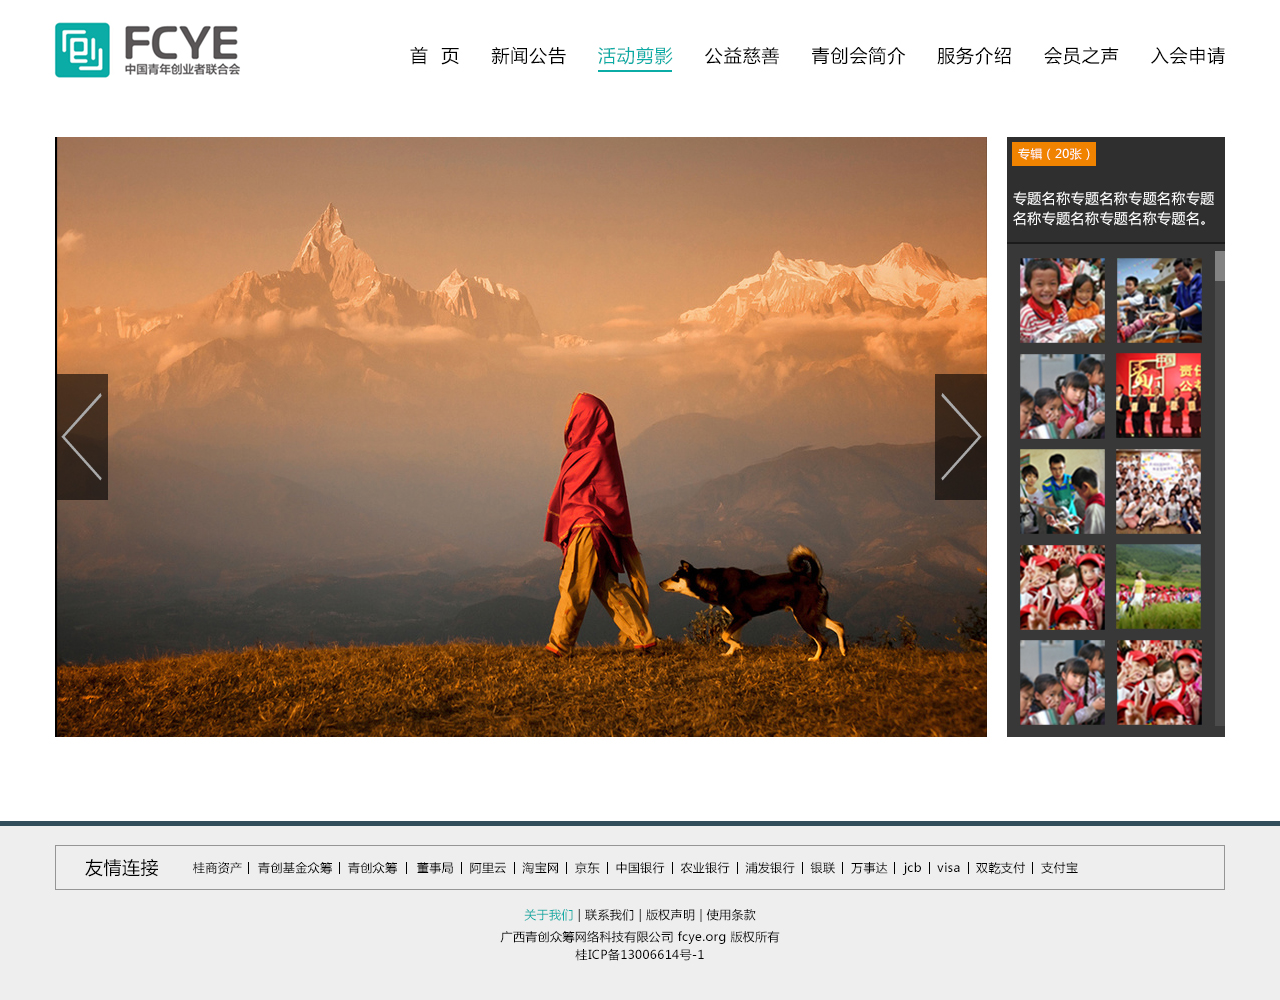 FCYE
中国青年创业者联合会
首 页 新闻公告 活动剪影 公益慈善 青创会简介 服务介绍 会员之声 入会申请
专辑（20张）
专题名称专题名称专题名称专题
名称专题名称专题名称专题名。
友情连接 桂商资产 | 青创基金众筹 | 青创众筹 | 董事局 | 阿里云 | 淘宝网 | 京东 | 中国银行 | 农业银行 | 浦发银行 | 银联 | 万事达 | jcb | visa | 双乾支付 | 支付宝
关于我们 | 联系我们 | 版权声明 | 使用条款
广西青创众筹网络科技有限公司 fcye.org 版权所有
桂ICP备13006614号-1